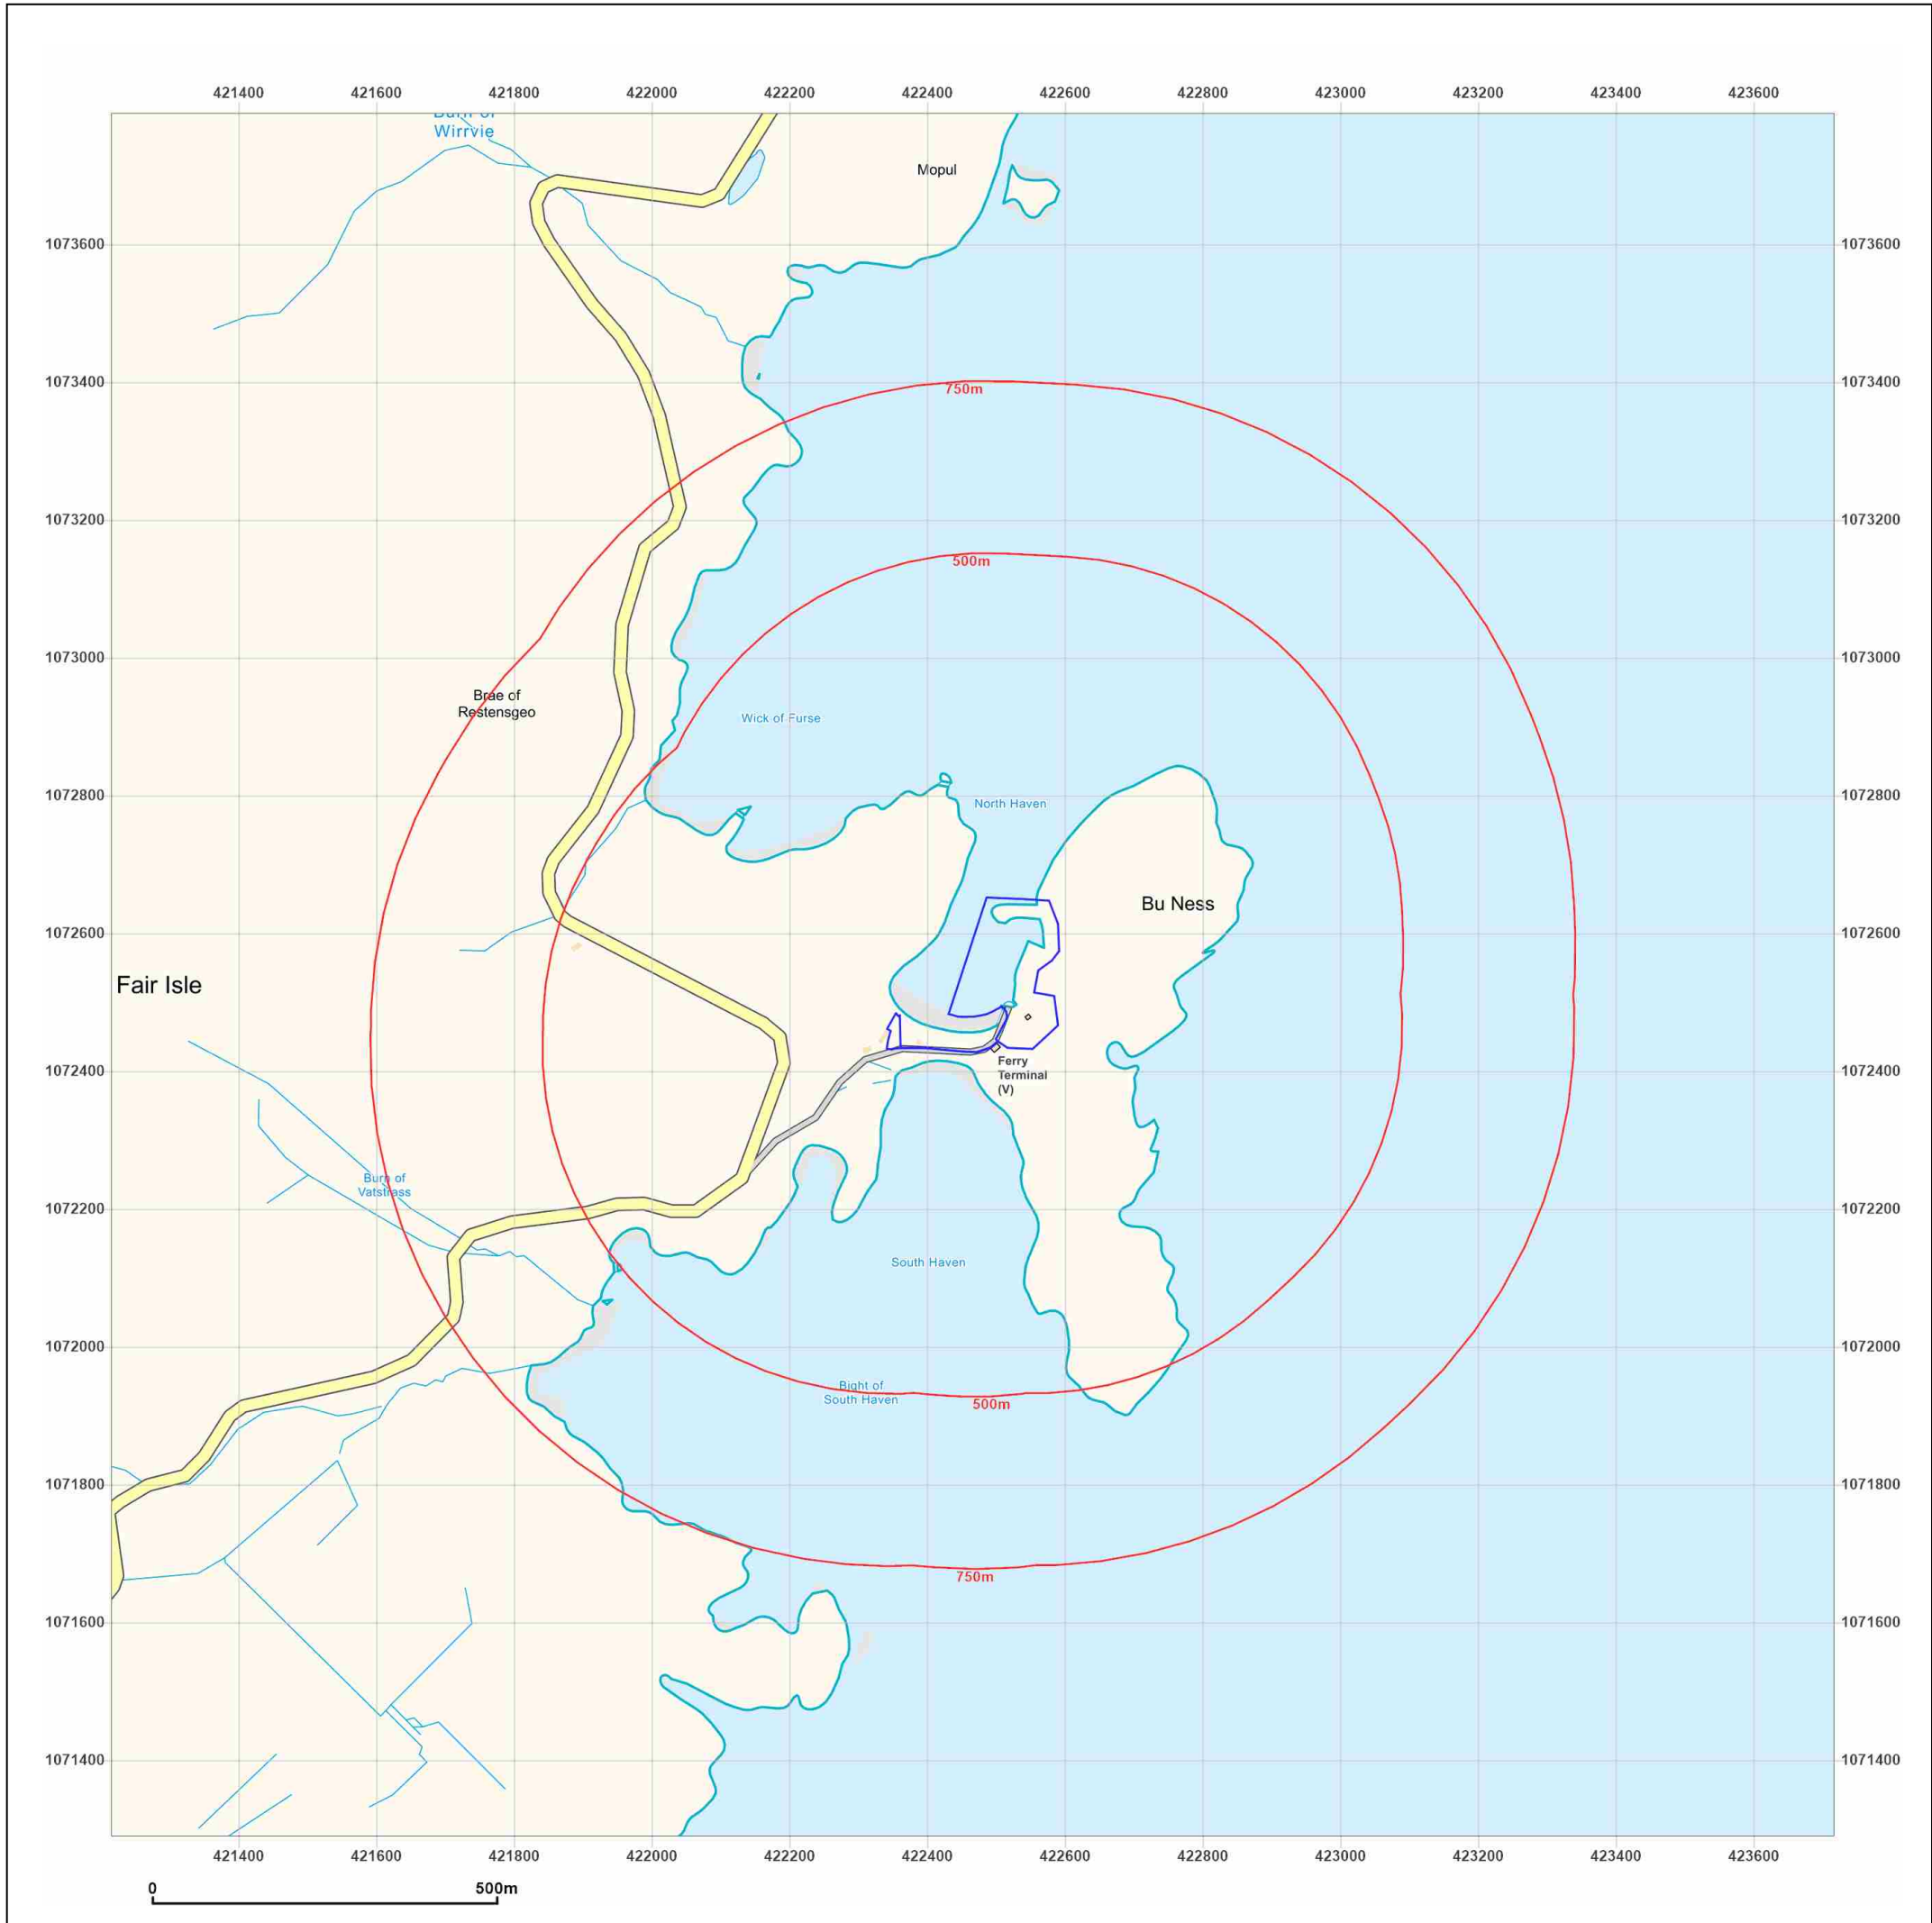 421400 421600 421800 422000 422200 422400 422600 422800 423000 423200 423400 423600
Burn of
Wirrvie
Mopul
1073600 1073600
1073400 1073400
750m
1073200 1073200
500m
1073000 1073000
Brae of
Restensgeo
Wick of Furse
1072800 1072800
North Haven
Bu Ness
1072600 1072600
Fair Isle
1072400 1072400
Ferry
Terminal
(V)
Burn of
Vatstrass
1072200 1072200
South Haven
1072000 1072000
Bight of
South Haven
500m
1071800 1071800
750m
1071600 1071600
1071400 1071400
421400 421600 421800 422000 422200 422400 422600 422800 423000 423200 423400 423600
0 500m